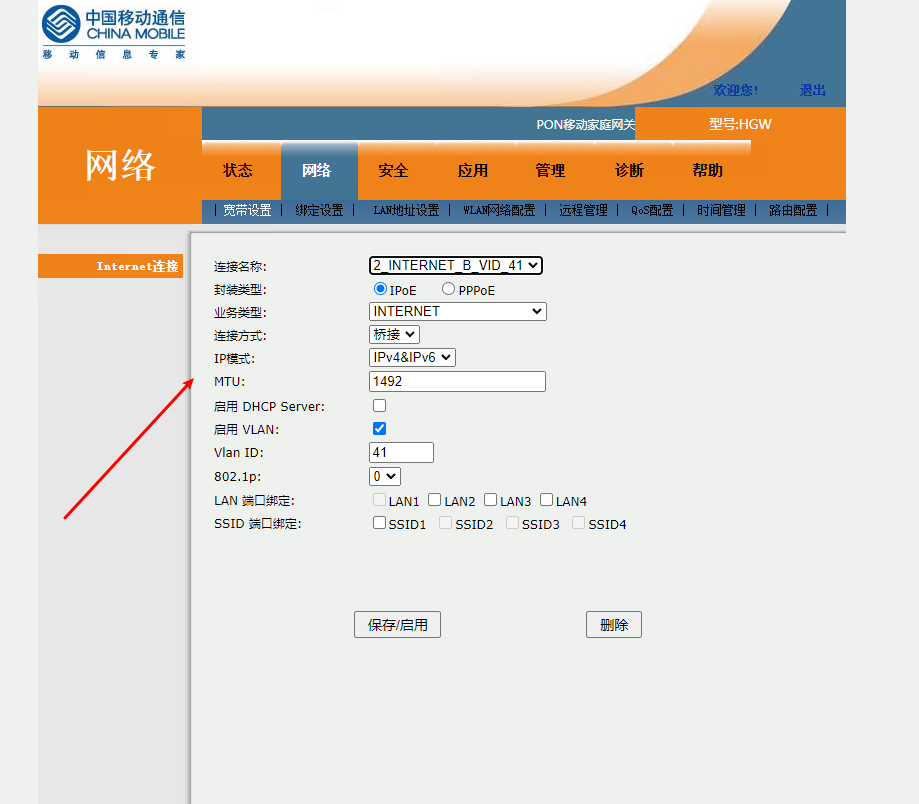 中国移动通信
CHINA MOBILE
移 动 信 息 专 家
欢迎您! 退出
PON移动家庭网关 型号:HGW
网络
状态 网络 安全 应用 管理 诊断 帮助
| 宽带设置 | 绑定设置 | LAN地址设置 | WLAN网络配置 | 远程管理 | QoS配置 | 时间管理 | 路由配置 |
Internet连接
连接名称: 2_INTERNET_B_VID_41
封装类型: IPoE PPPoE
业务类型: INTERNET
连接方式: 桥接
IP模式: IPv4&IPv6
MTU: 1492
启用 DHCP Server:
启用 VLAN:
Vlan ID: 41
802.1p: 0
LAN 端口绑定: LAN1 LAN2 LAN3 LAN4
SSID 端口绑定: SSID1 SSID2 SSID3 SSID4
保存/启用 删除